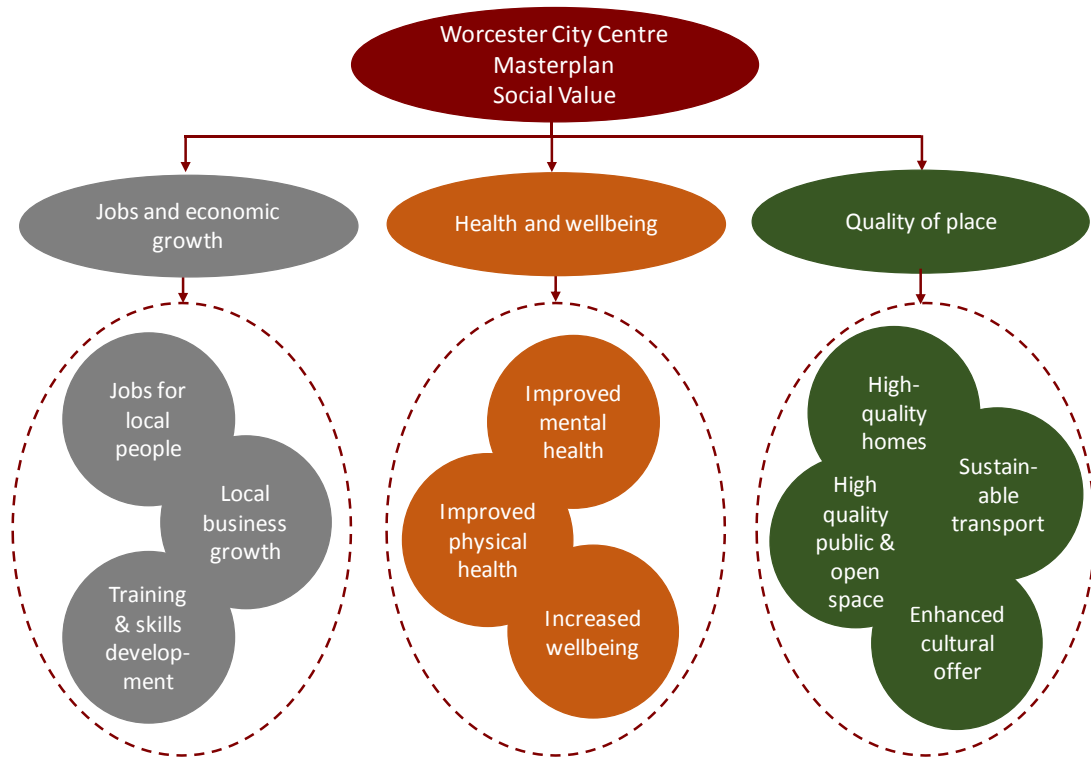 Worcester City Centre
Masterplan
Social Value
Jobs and economic
growth
Health and wellbeing
Quality of place
Jobs for
local
people
Local
business
growth
Training
& skills
develop-
ment
Improved
mental
health
Improved
physical
health
Increased
wellbeing
High-
quality
homes
Sustain-
able
transport
High
quality
public &
open
space
Enhanced
cultural
offer